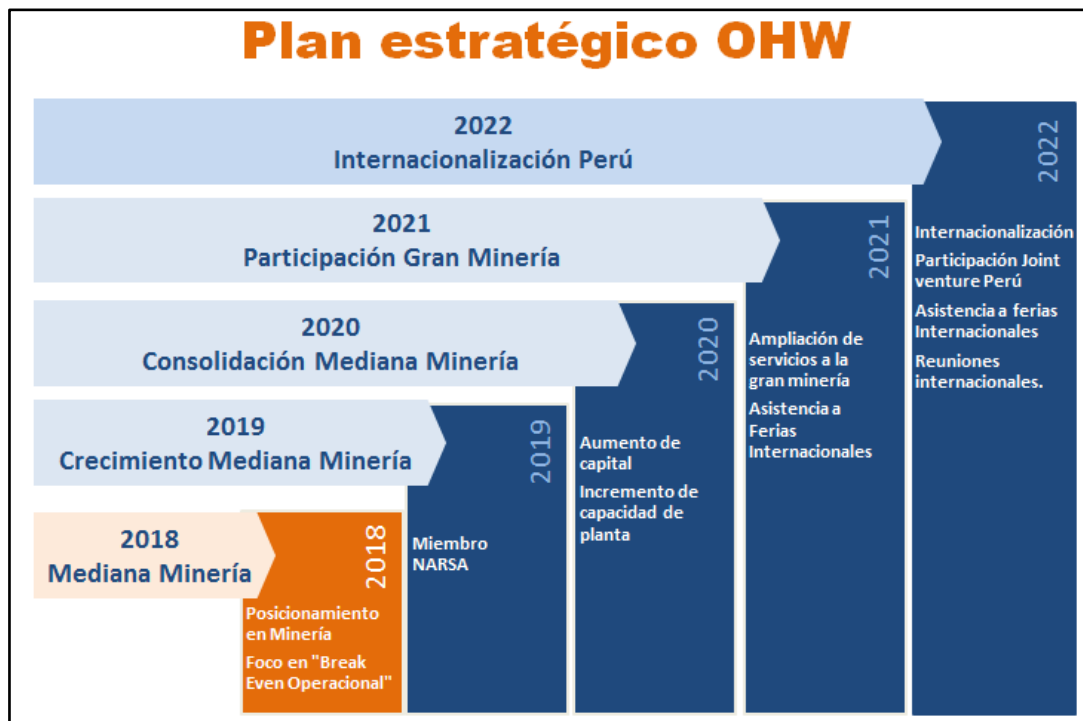 Plan estratégico OHW
2022
Internacionalización Perú
2022
Internacionalización
Participación Joint
venture Perú
Asistencia a ferias
Internacionales
Reuniones
internacionales.
2021
Participación Gran Minería
2021
Ampliación de
servicios a la
gran minería
Asistencia a
Ferias
Internacionales
2020
Consolidación Mediana Minería
2020
Aumento de
capital
Incremento de
capacidad de
planta
2019
Crecimiento Mediana Minería
2019
Miembro
NARSA
2018
Mediana Minería
2018
Posicionamiento
en Minería
Foco en "Break
Even Operacional"